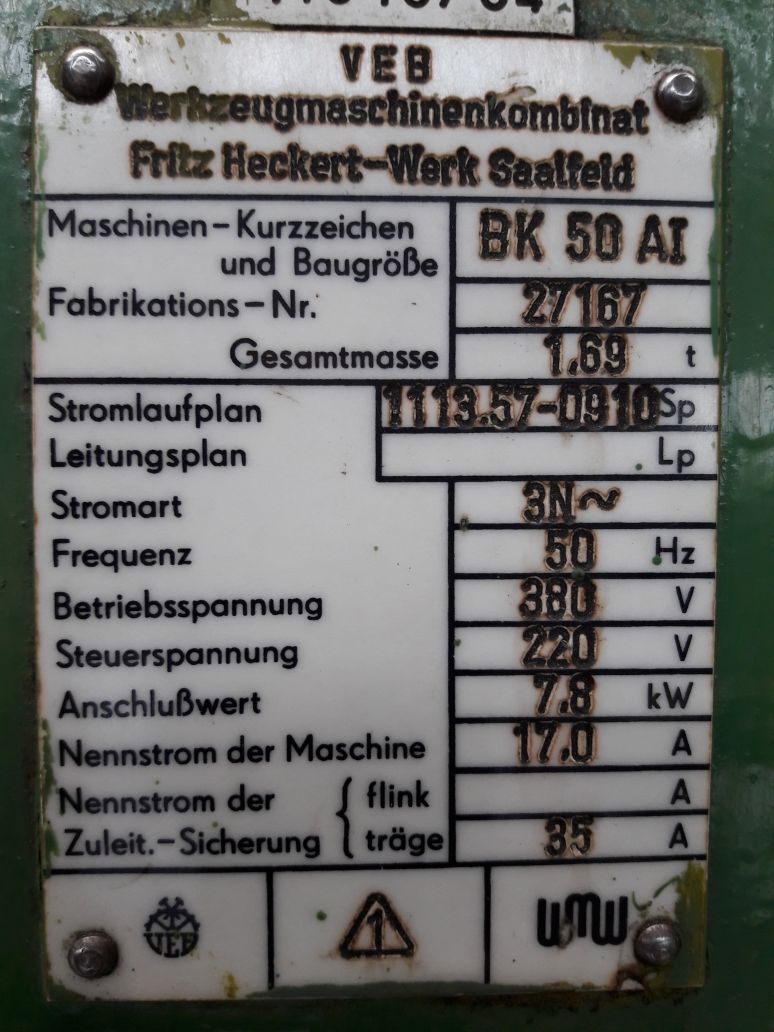 VEB
Werkzeugmaschinenkombinat
Fritz Heckert-Werk Saalfeld
Maschinen-Kurzzeichen
und Baugröße BK 50 AI
Fabrikations-Nr. 27167
Gesamtmasse 1.69 t
Stromlaufplan 1113.57-0910 Sp
Leitungsplan Lp
Stromart 3N~
Frequenz 50 Hz
Betriebsspannung 380 V
Steuerspannung 220 V
Anschlußwert 7.8 kW
Nennstrom der Maschine 17.0 A
Nennstrom der { flink A
Zuleit.-Sicherung träge 35 A
VEB 1 WMW